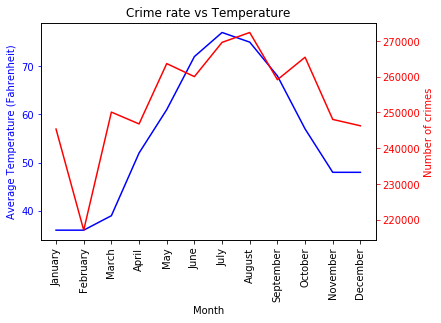 Crime rate vs Temperature
Average Temperature (Fahrenheit)
70
60
50
40
270000
260000
250000
240000
230000
220000
Number of crimes
January
February
March
April
May
June
July
August
September
October
November
December
Month